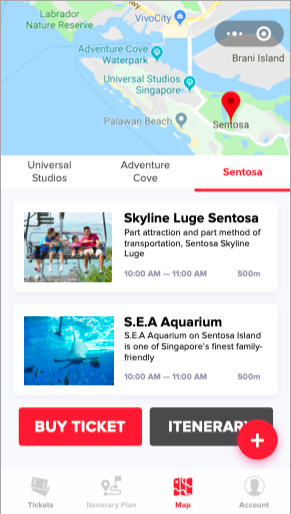 Labrador
Nature Reserve
VivoCity
Adventure Cove
Waterpark
Universal Studios
Singapore
Brani Island
Palawan Beach
Sentosa
Universal
Studios
Adventure
Cove
Sentosa
Skyline Luge Sentosa
Part attraction and part method of
transportation, Sentosa Skyline
Luge
10:00 AM — 11:00 AM
500m
S.E.A Aquarium
S.E.A Aquarium on Sentosa Island
is one of Singapore's finest family-
friendly
10:00 AM — 11:00 AM
500m
BUY TICKET
ITENERARY
+
Tickets
Itenerary Plan
Map
Account